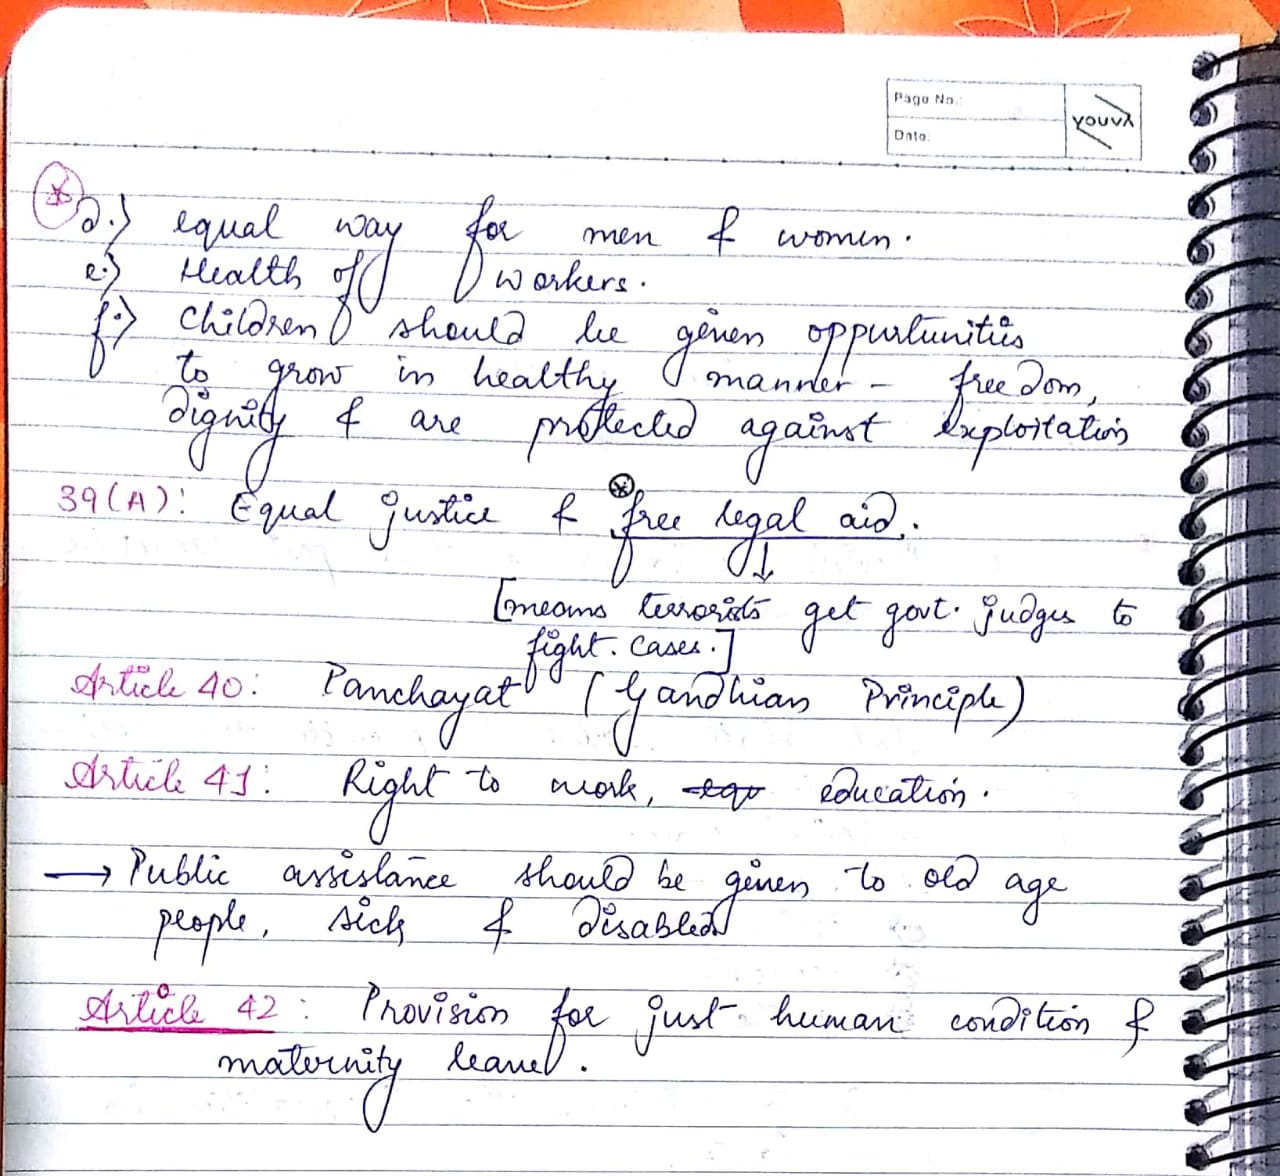 Page No.:
Date:
youva
d.) equal way for men & women.
e.) Health of workers.
f.) Children should be given oppurtunities
to grow in healthy manner - freedom,
dignity & are protected against exploitation
39(A): Equal justice & free legal aid.
[means terrorists get govt. judges to
fight. cases.]
Article 40: Panchayat (Gandhian Principle)
Article 41: Right to work, equ education.
→ Public assistance should be given to old age
people, sick & disabled
Article 42: Provision for just human condition &
maternity leave.